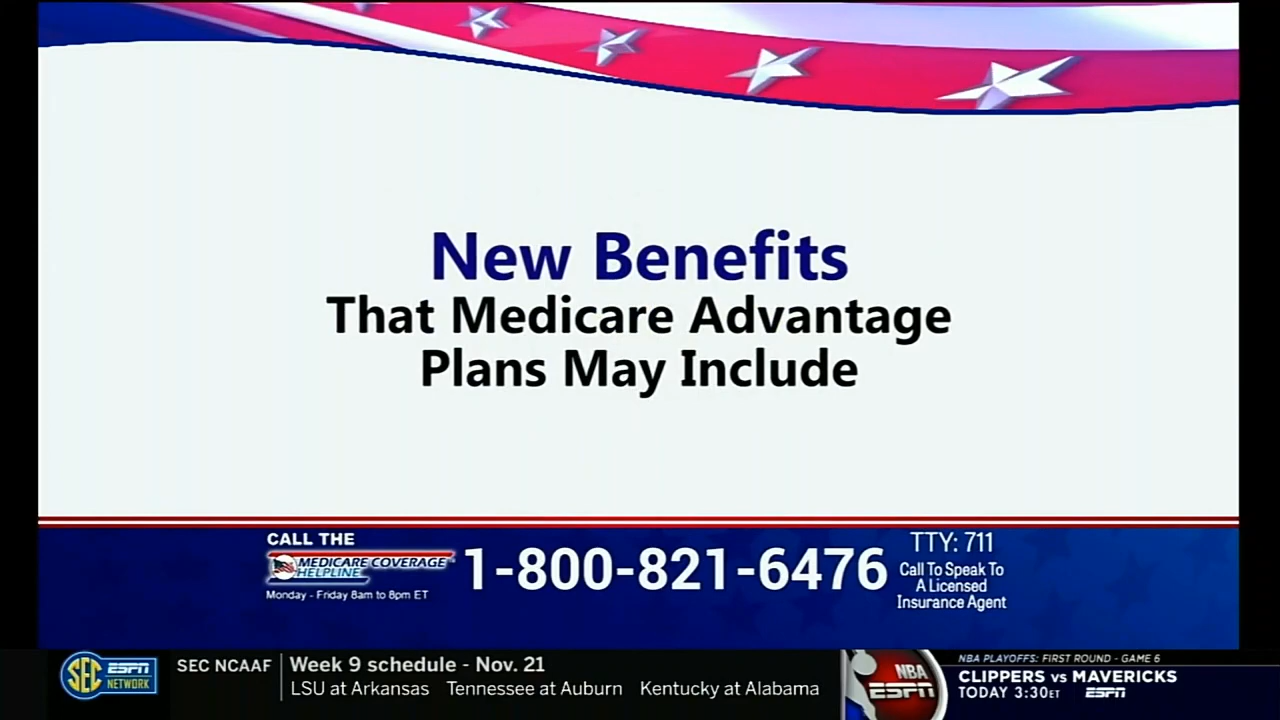 New Benefits
That Medicare Advantage
Plans May Include
CALL THE
MEDICARE COVERAGE
HELPLINE
Monday - Friday 8am to 8pm ET
1-800-821-6476
TTY: 711
Call To Speak To
A Licensed
Insurance Agent
SEC ESPN
NETWORK
SEC NCAAF
Week 9 schedule - Nov. 21
LSU at Arkansas Tennessee at Auburn Kentucky at Alabama
NBA
ESPN
NBA PLAYOFFS: FIRST ROUND - GAME 6
CLIPPERS vs MAVERICKS
TODAY 3:30ET ESPN